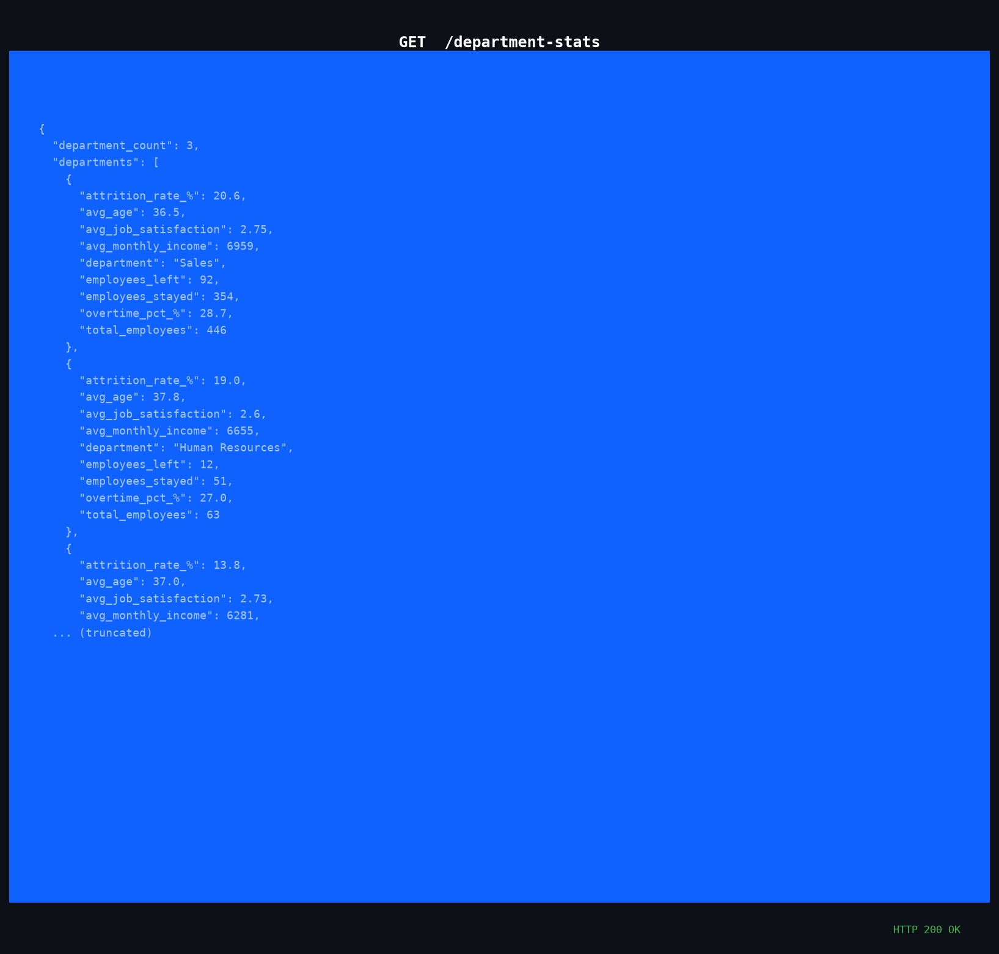 GET  /department-stats
{
  "department_count": 3,
  "departments": [
    {
      "attrition_rate_%": 20.6,
      "avg_age": 36.5,
      "avg_job_satisfaction": 2.75,
      "avg_monthly_income": 6959,
      "department": "Sales",
      "employees_left": 92,
      "employees_stayed": 354,
      "overtime_pct_%": 28.7,
      "total_employees": 446
    },
    {
      "attrition_rate_%": 19.0,
      "avg_age": 37.8,
      "avg_job_satisfaction": 2.6,
      "avg_monthly_income": 6655,
      "department": "Human Resources",
      "employees_left": 12,
      "employees_stayed": 51,
      "overtime_pct_%": 27.0,
      "total_employees": 63
    },
    {
      "attrition_rate_%": 13.8,
      "avg_age": 37.0,
      "avg_job_satisfaction": 2.73,
      "avg_monthly_income": 6281,
  ... (truncated)
HTTP 200 OK